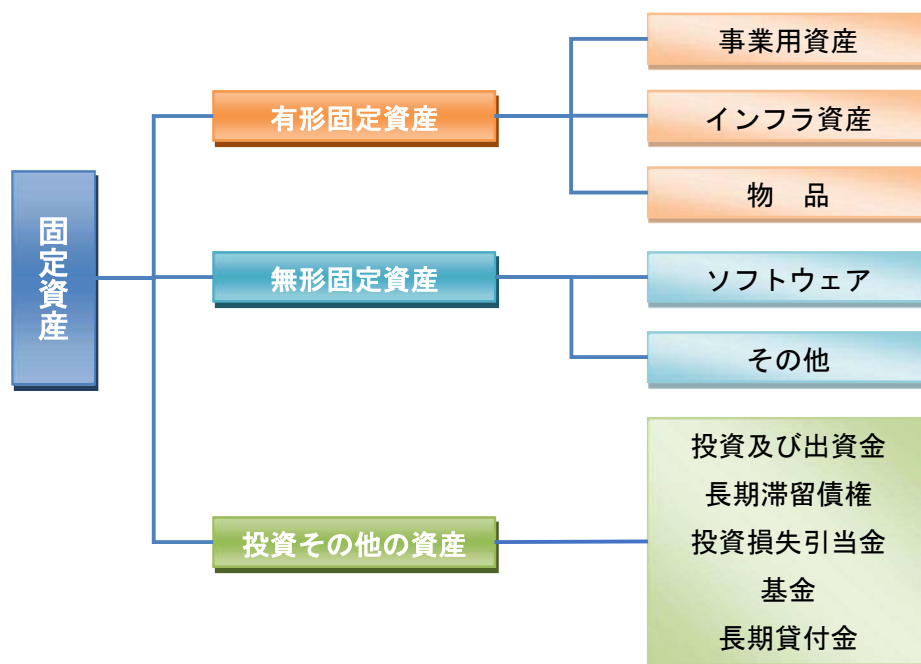 固定資産
有形固定資産
事業用資産
インフラ資産
物　品
無形固定資産
ソフトウェア
その他
投資その他の資産
投資及び出資金
長期滞留債権
投資損失引当金
基金
長期貸付金